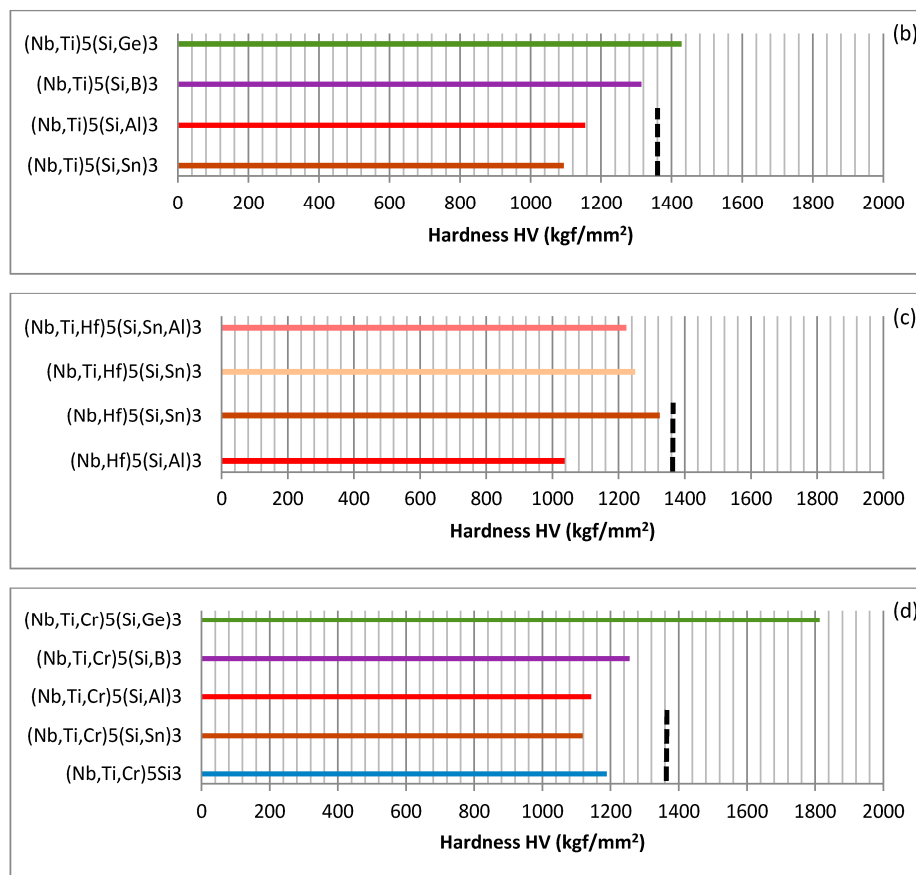 (b)
(Nb,Ti)5(Si,Ge)3
(Nb,Ti)5(Si,B)3
(Nb,Ti)5(Si,Al)3
(Nb,Ti)5(Si,Sn)3
0 200 400 600 800 1000 1200 1400 1600 1800 2000
Hardness HV (kgf/mm²)
(c)
(Nb,Ti,Hf)5(Si,Sn,Al)3
(Nb,Ti,Hf)5(Si,Sn)3
(Nb,Hf)5(Si,Sn)3
(Nb,Hf)5(Si,Al)3
0 200 400 600 800 1000 1200 1400 1600 1800 2000
Hardness HV (kgf/mm²)
(d)
(Nb,Ti,Cr)5(Si,Ge)3
(Nb,Ti,Cr)5(Si,B)3
(Nb,Ti,Cr)5(Si,Al)3
(Nb,Ti,Cr)5(Si,Sn)3
(Nb,Ti,Cr)5Si3
0 200 400 600 800 1000 1200 1400 1600 1800 2000
Hardness HV (kgf/mm²)